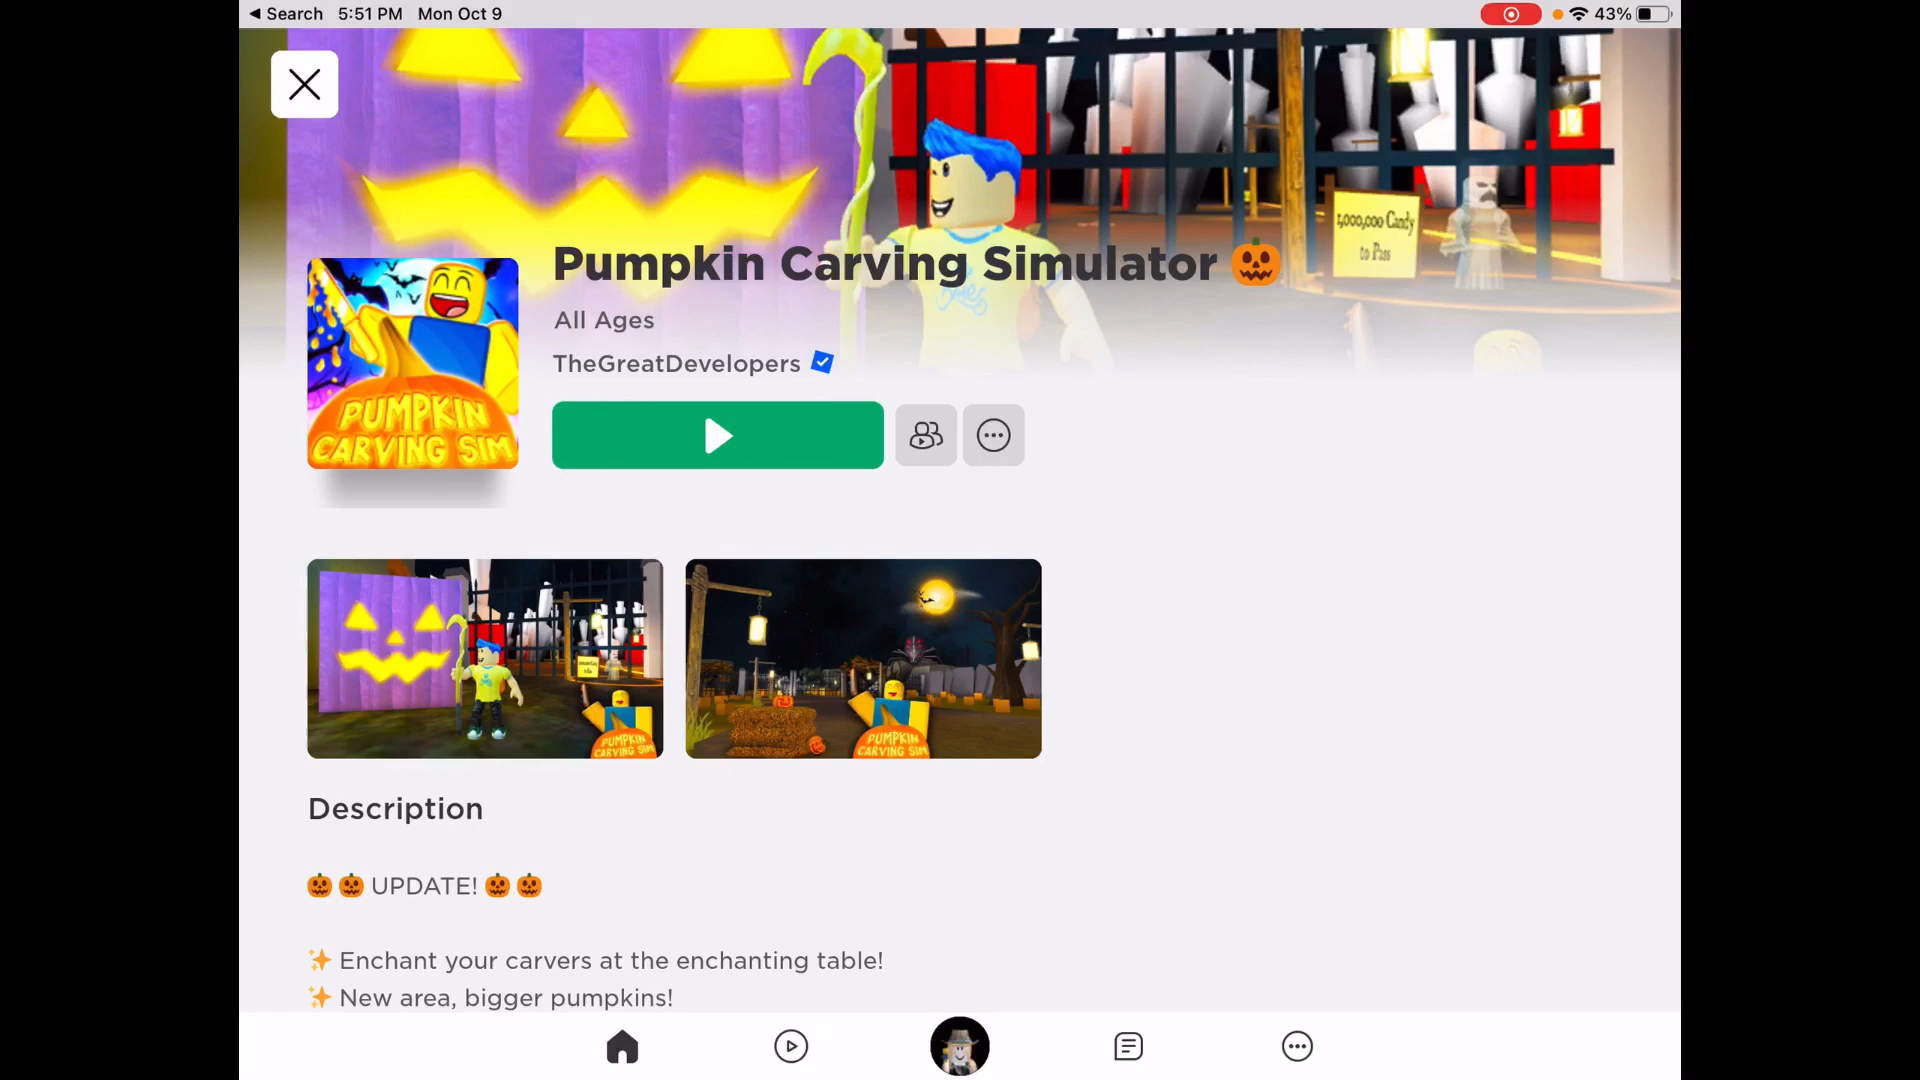 ◀ Search 5:51 PM Mon Oct 9 43%
1,000,000 Candy
to Pass
Pumpkin Carving Simulator 🎃
All Ages
TheGreatDevelopers
PUMPKIN
CARVING SIM
PUMPKIN
CARVING SIM
PUMPKIN
CARVING SIM
Description
🎃 🎃 UPDATE! 🎃 🎃
✨ Enchant your carvers at the enchanting table!
✨ New area, bigger pumpkins!